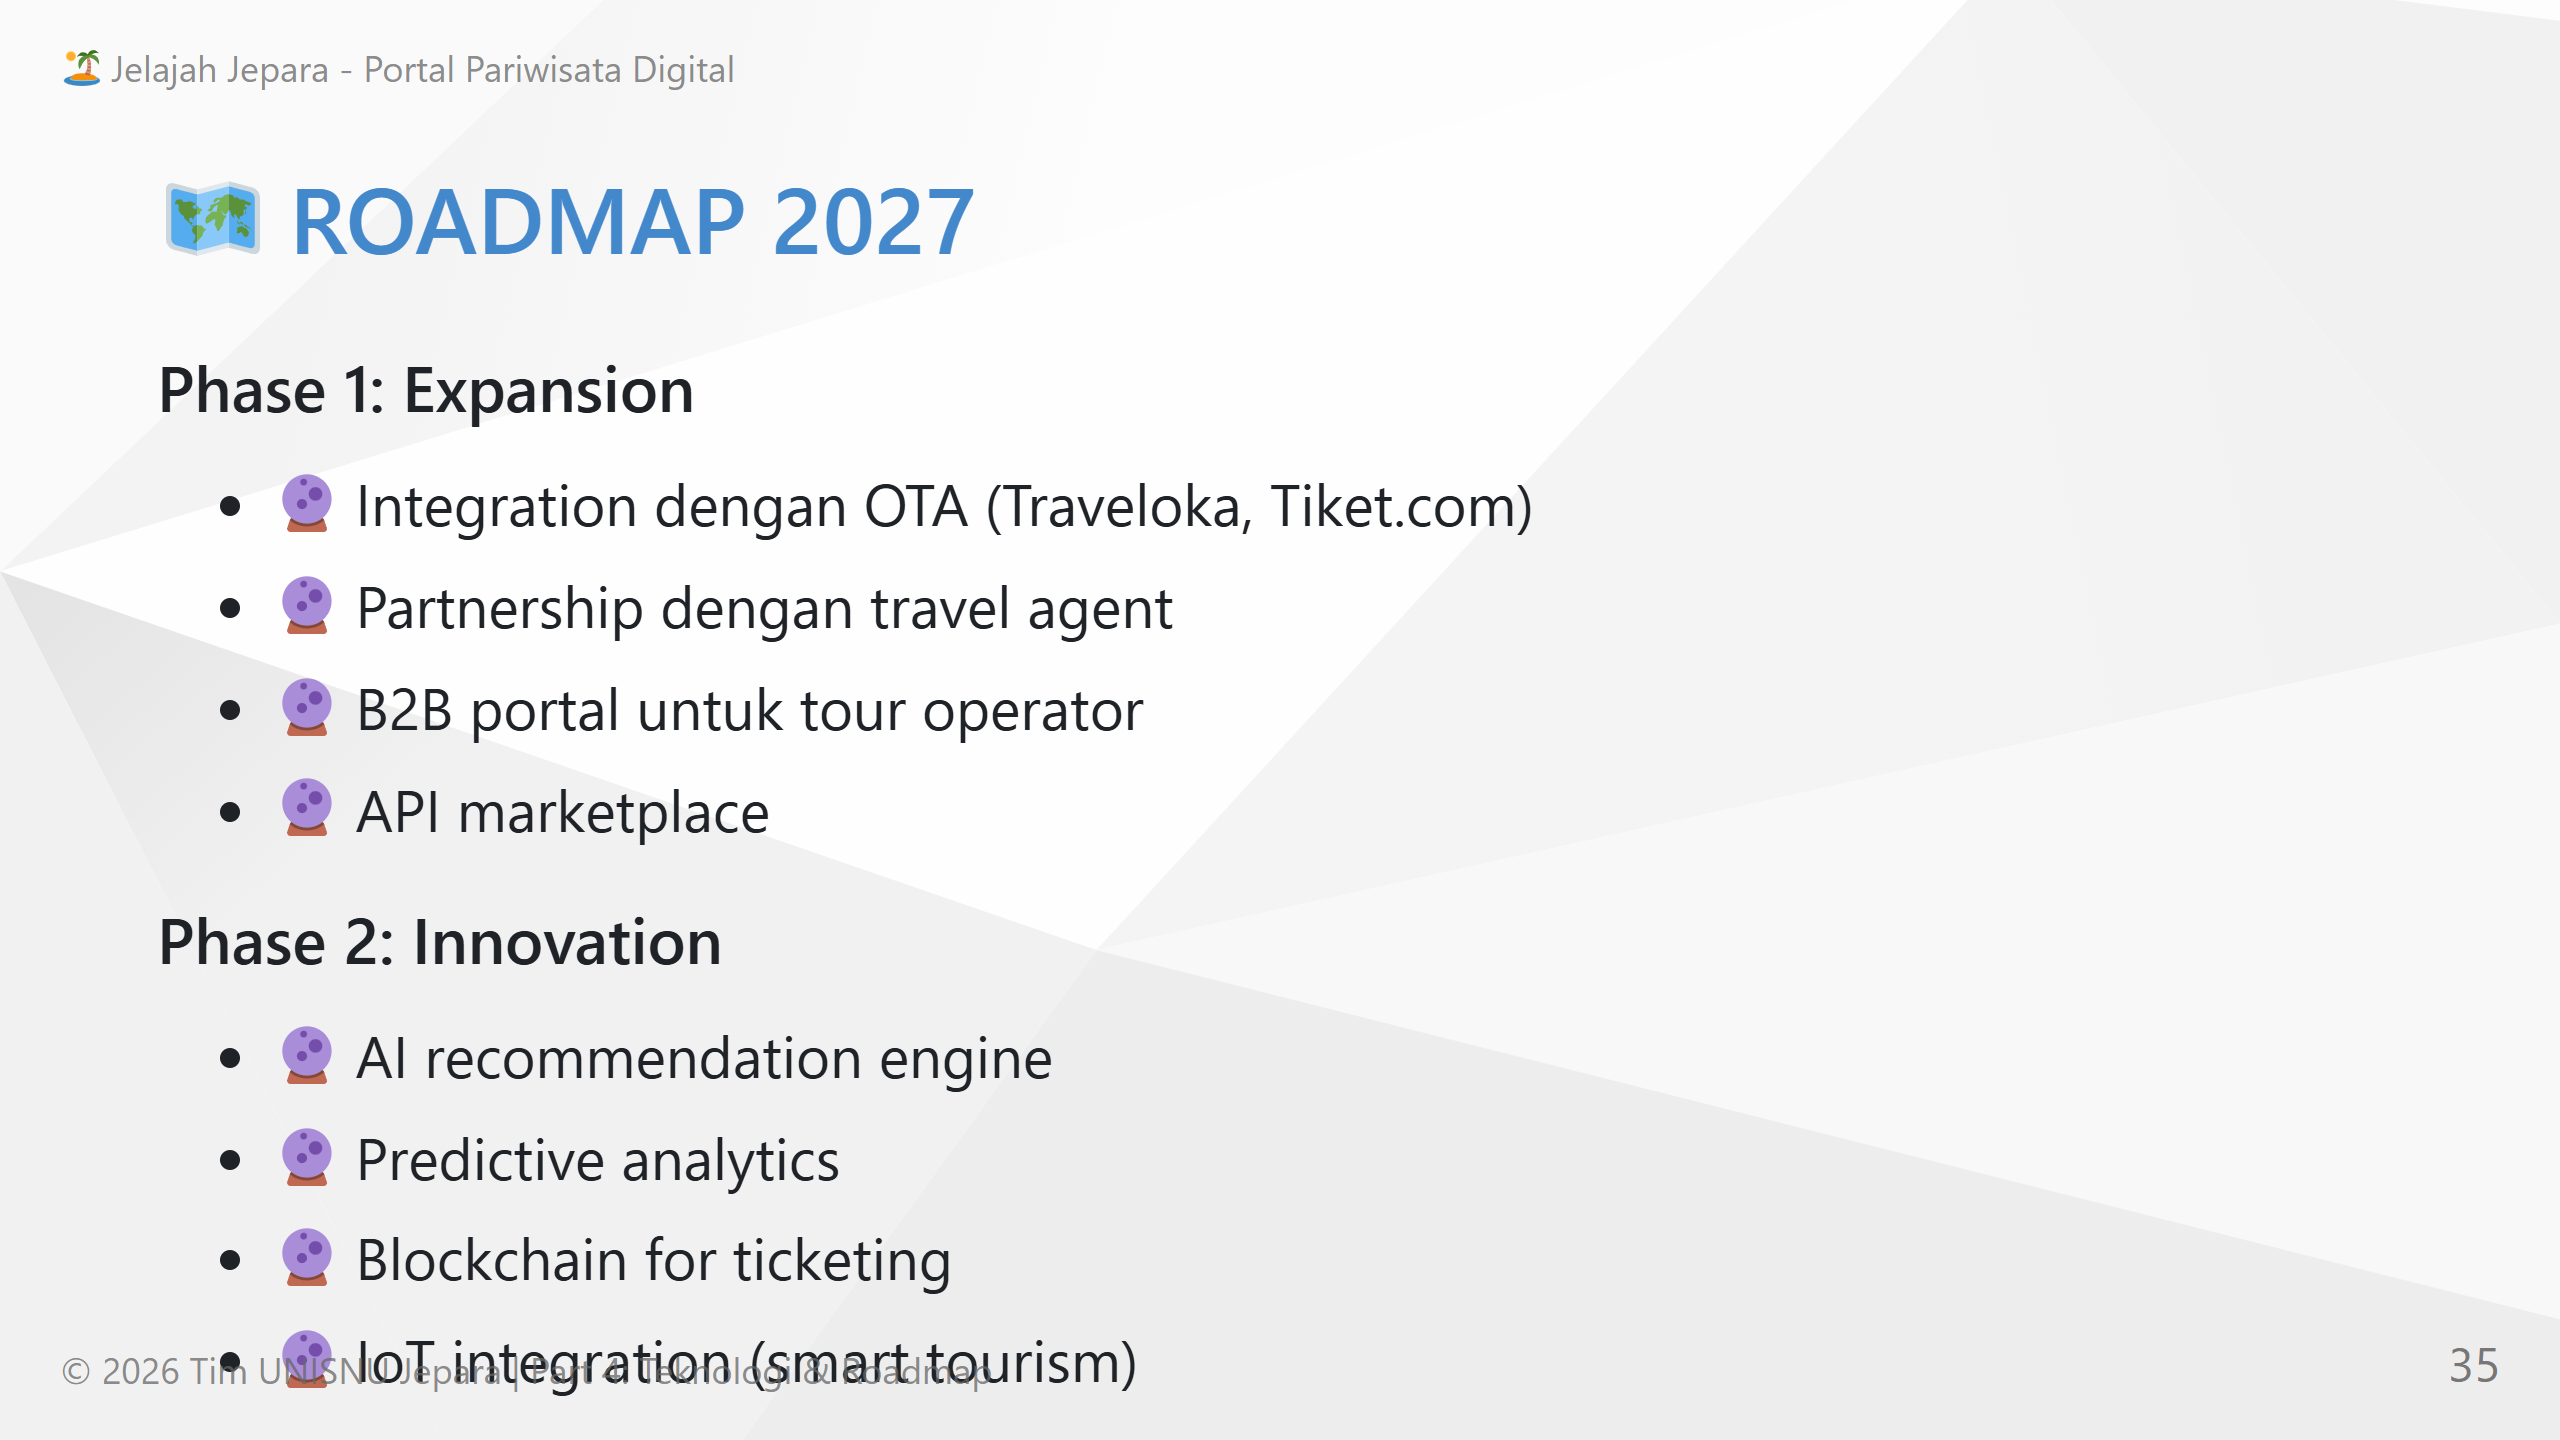 Jelajah Jepara - Portal Pariwisata Digital
ROADMAP 2027
Phase 1: Expansion
• Integration dengan OTA (Traveloka, Tiket.com)
• Partnership dengan travel agent
• B2B portal untuk tour operator
• API marketplace
Phase 2: Innovation
• AI recommendation engine
• Predictive analytics
• Blockchain for ticketing
• IoT integration (smart tourism)
© 2026 Tim UNISNU Jepara | Part 4: Teknologi & Roadmap
35